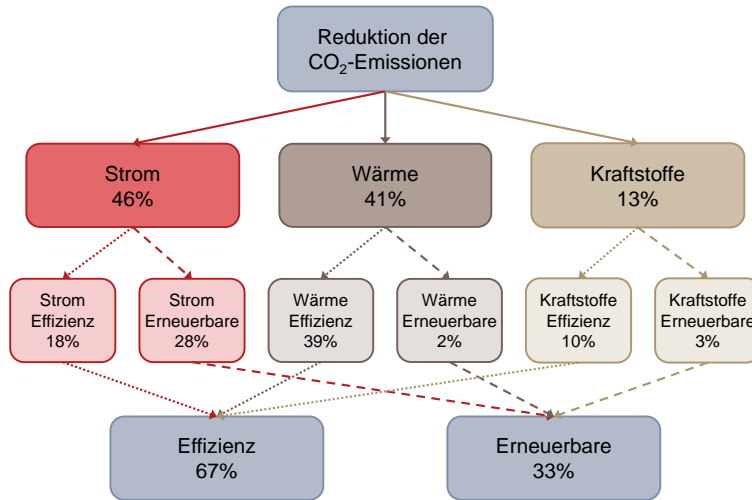 Reduktion der
CO₂-Emissionen
Strom
46%
Wärme
41%
Kraftstoffe
13%
Strom
Effizienz
18%
Strom
Erneuerbare
28%
Wärme
Effizienz
39%
Wärme
Erneuerbare
2%
Kraftstoffe
Effizienz
10%
Kraftstoffe
Erneuerbare
3%
Effizienz
67%
Erneuerbare
33%